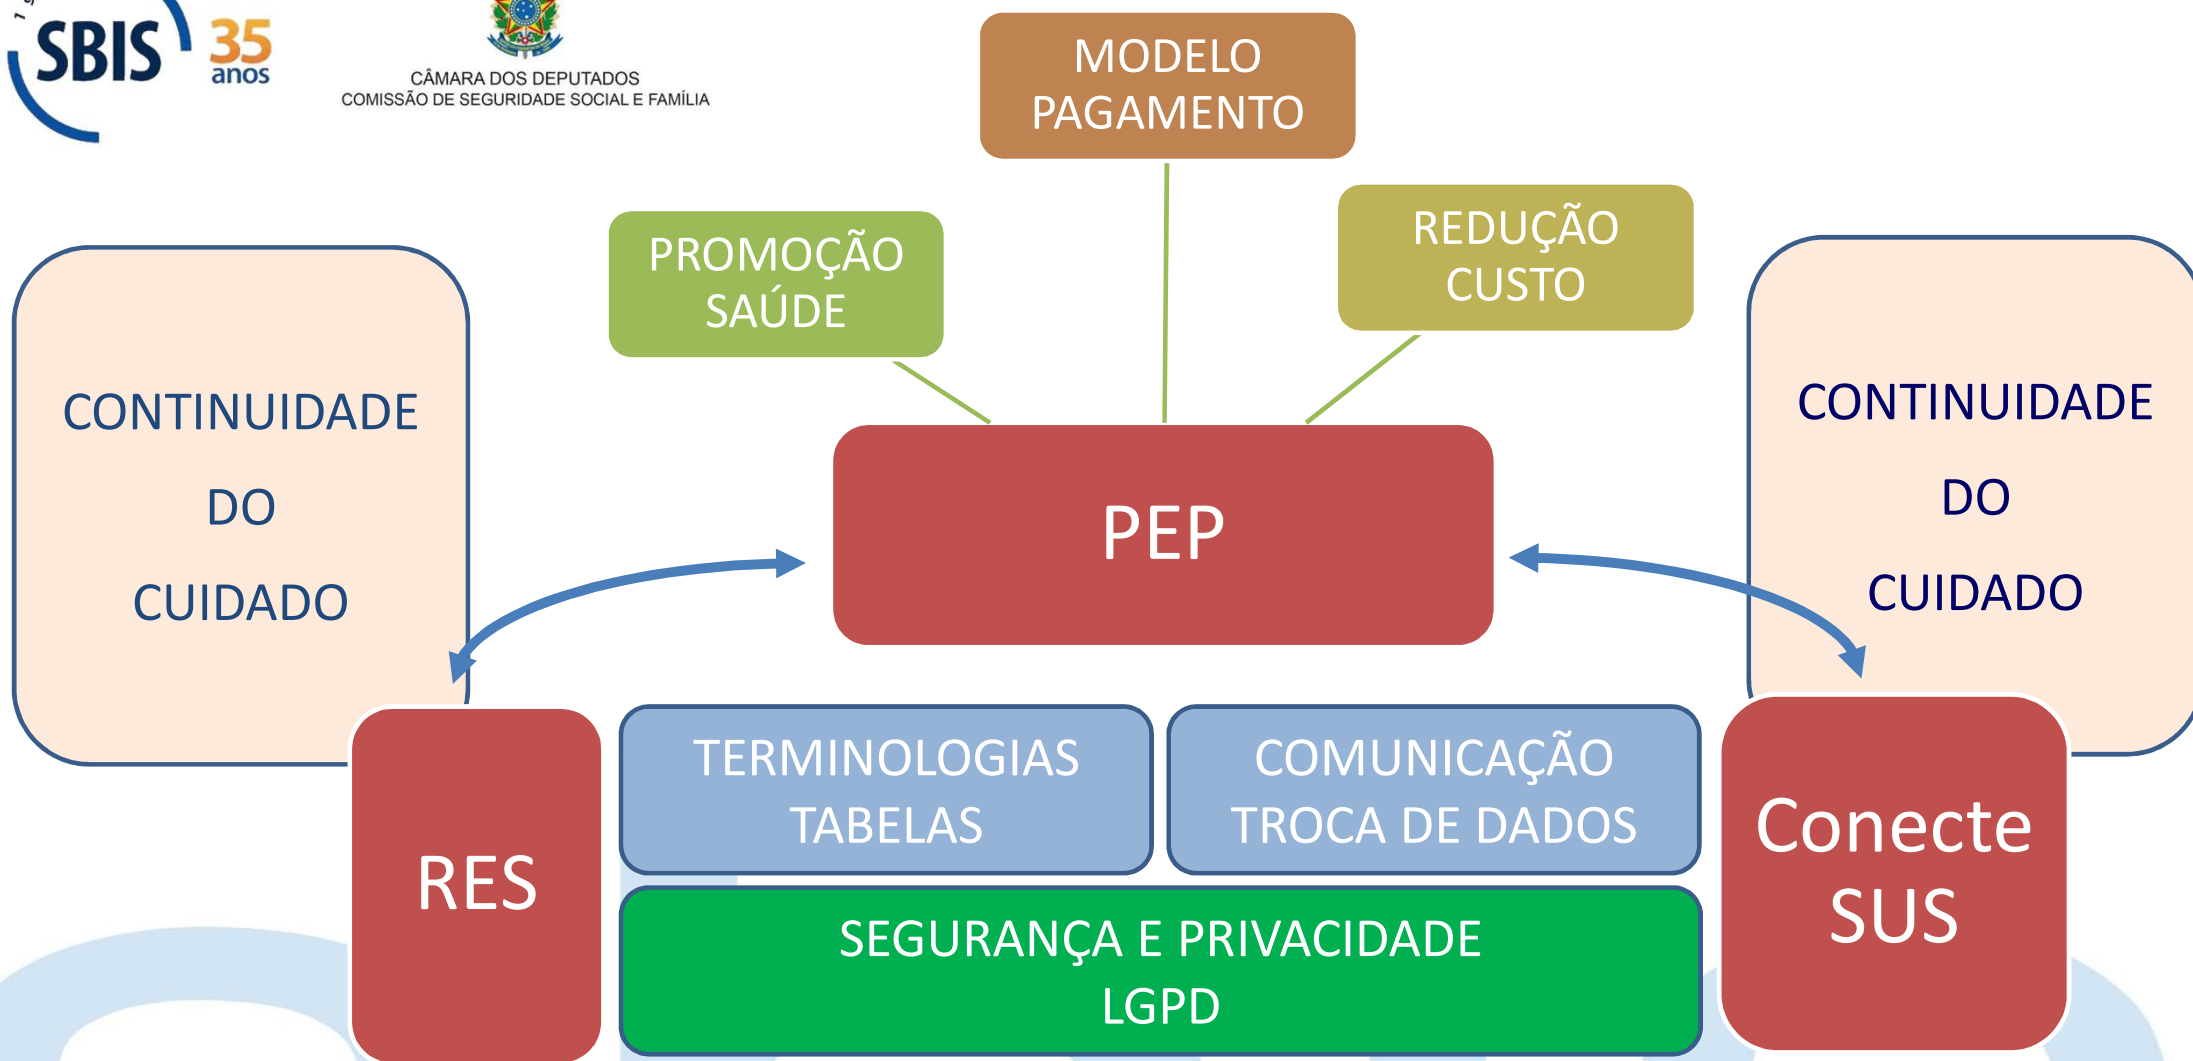 SBIS
35
anos
CÂMARA DOS DEPUTADOS
COMISSÃO DE SEGURIDADE SOCIAL E FAMÍLIA
MODELO
PAGAMENTO
PROMOÇÃO
SAÚDE
REDUÇÃO
CUSTO
CONTINUIDADE
DO
CUIDADO
PEP
CONTINUIDADE
DO
CUIDADO
RES
TERMINOLOGIAS
TABELAS
COMUNICAÇÃO
TROCA DE DADOS
SEGURANÇA E PRIVACIDADE
LGPD
Conecte
SUS